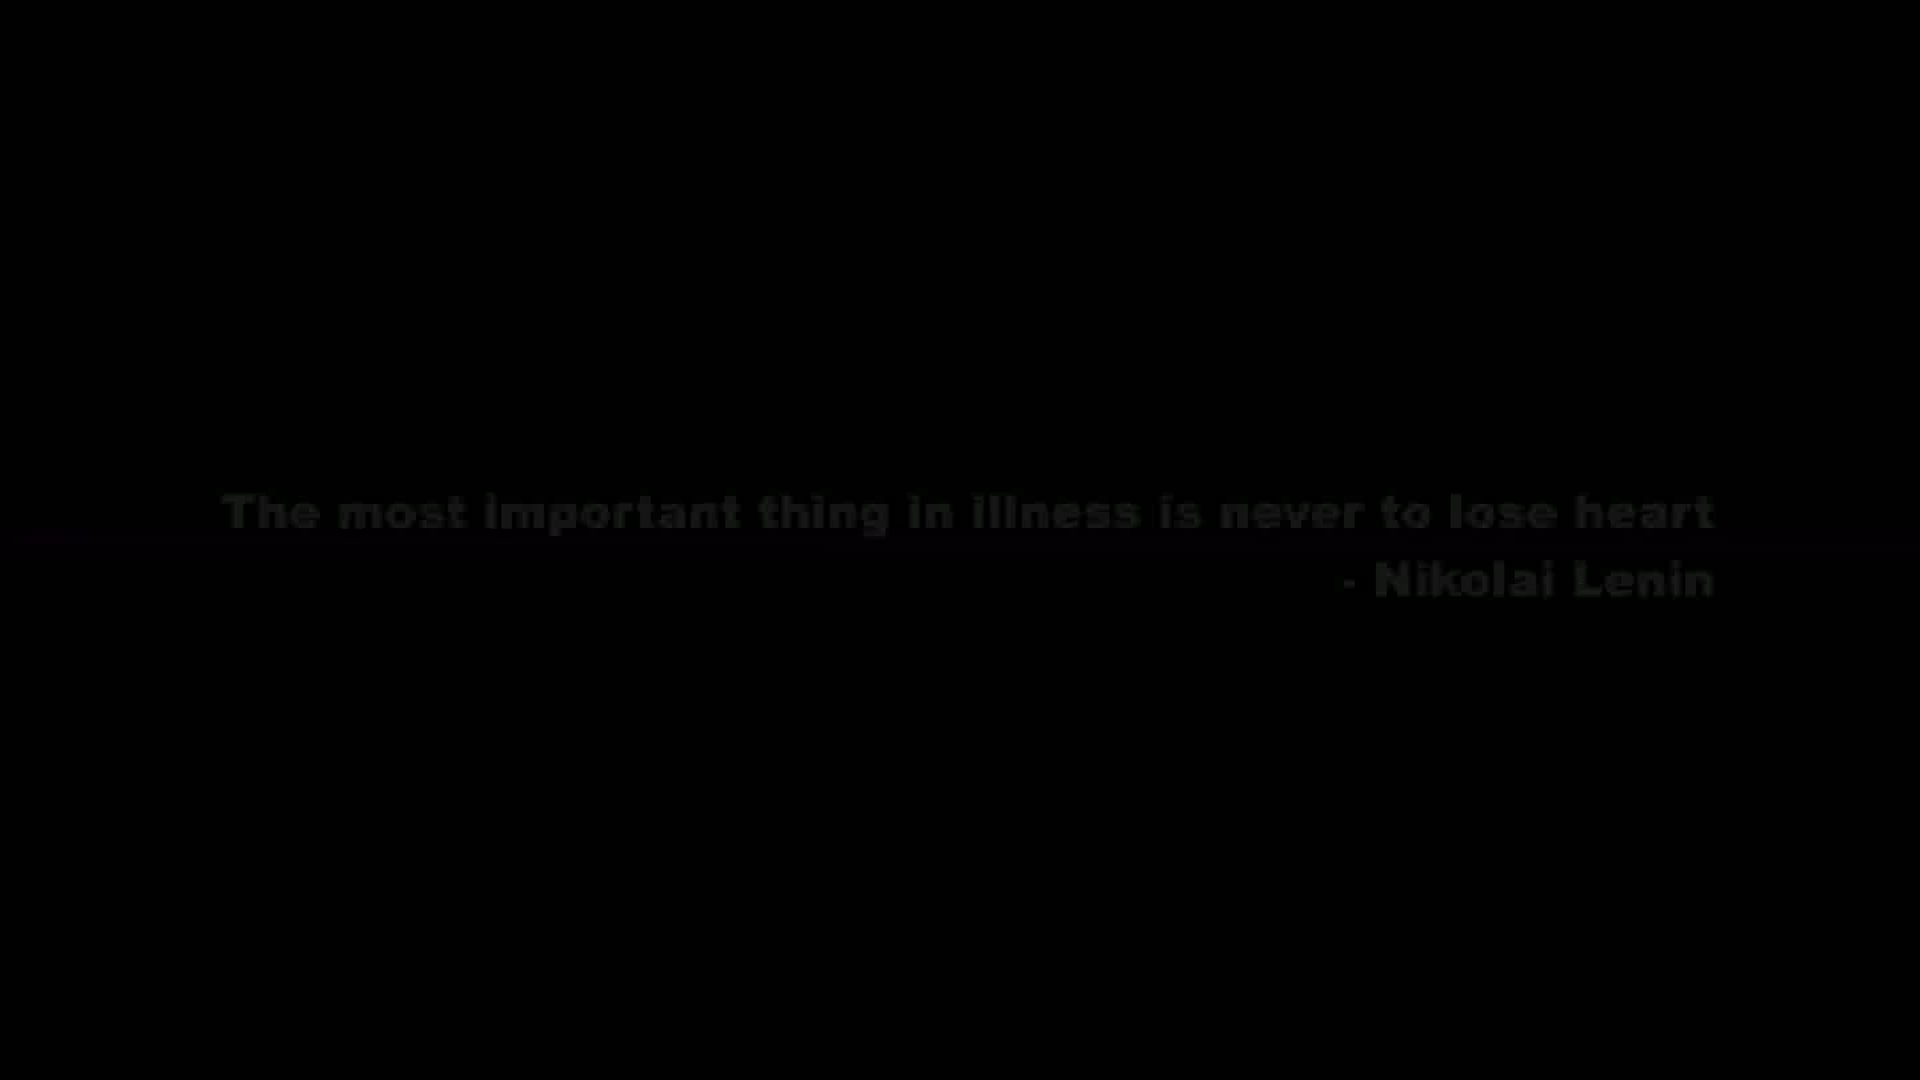 The most important thing in illness is never to lose heart
- Nikolai Lenin